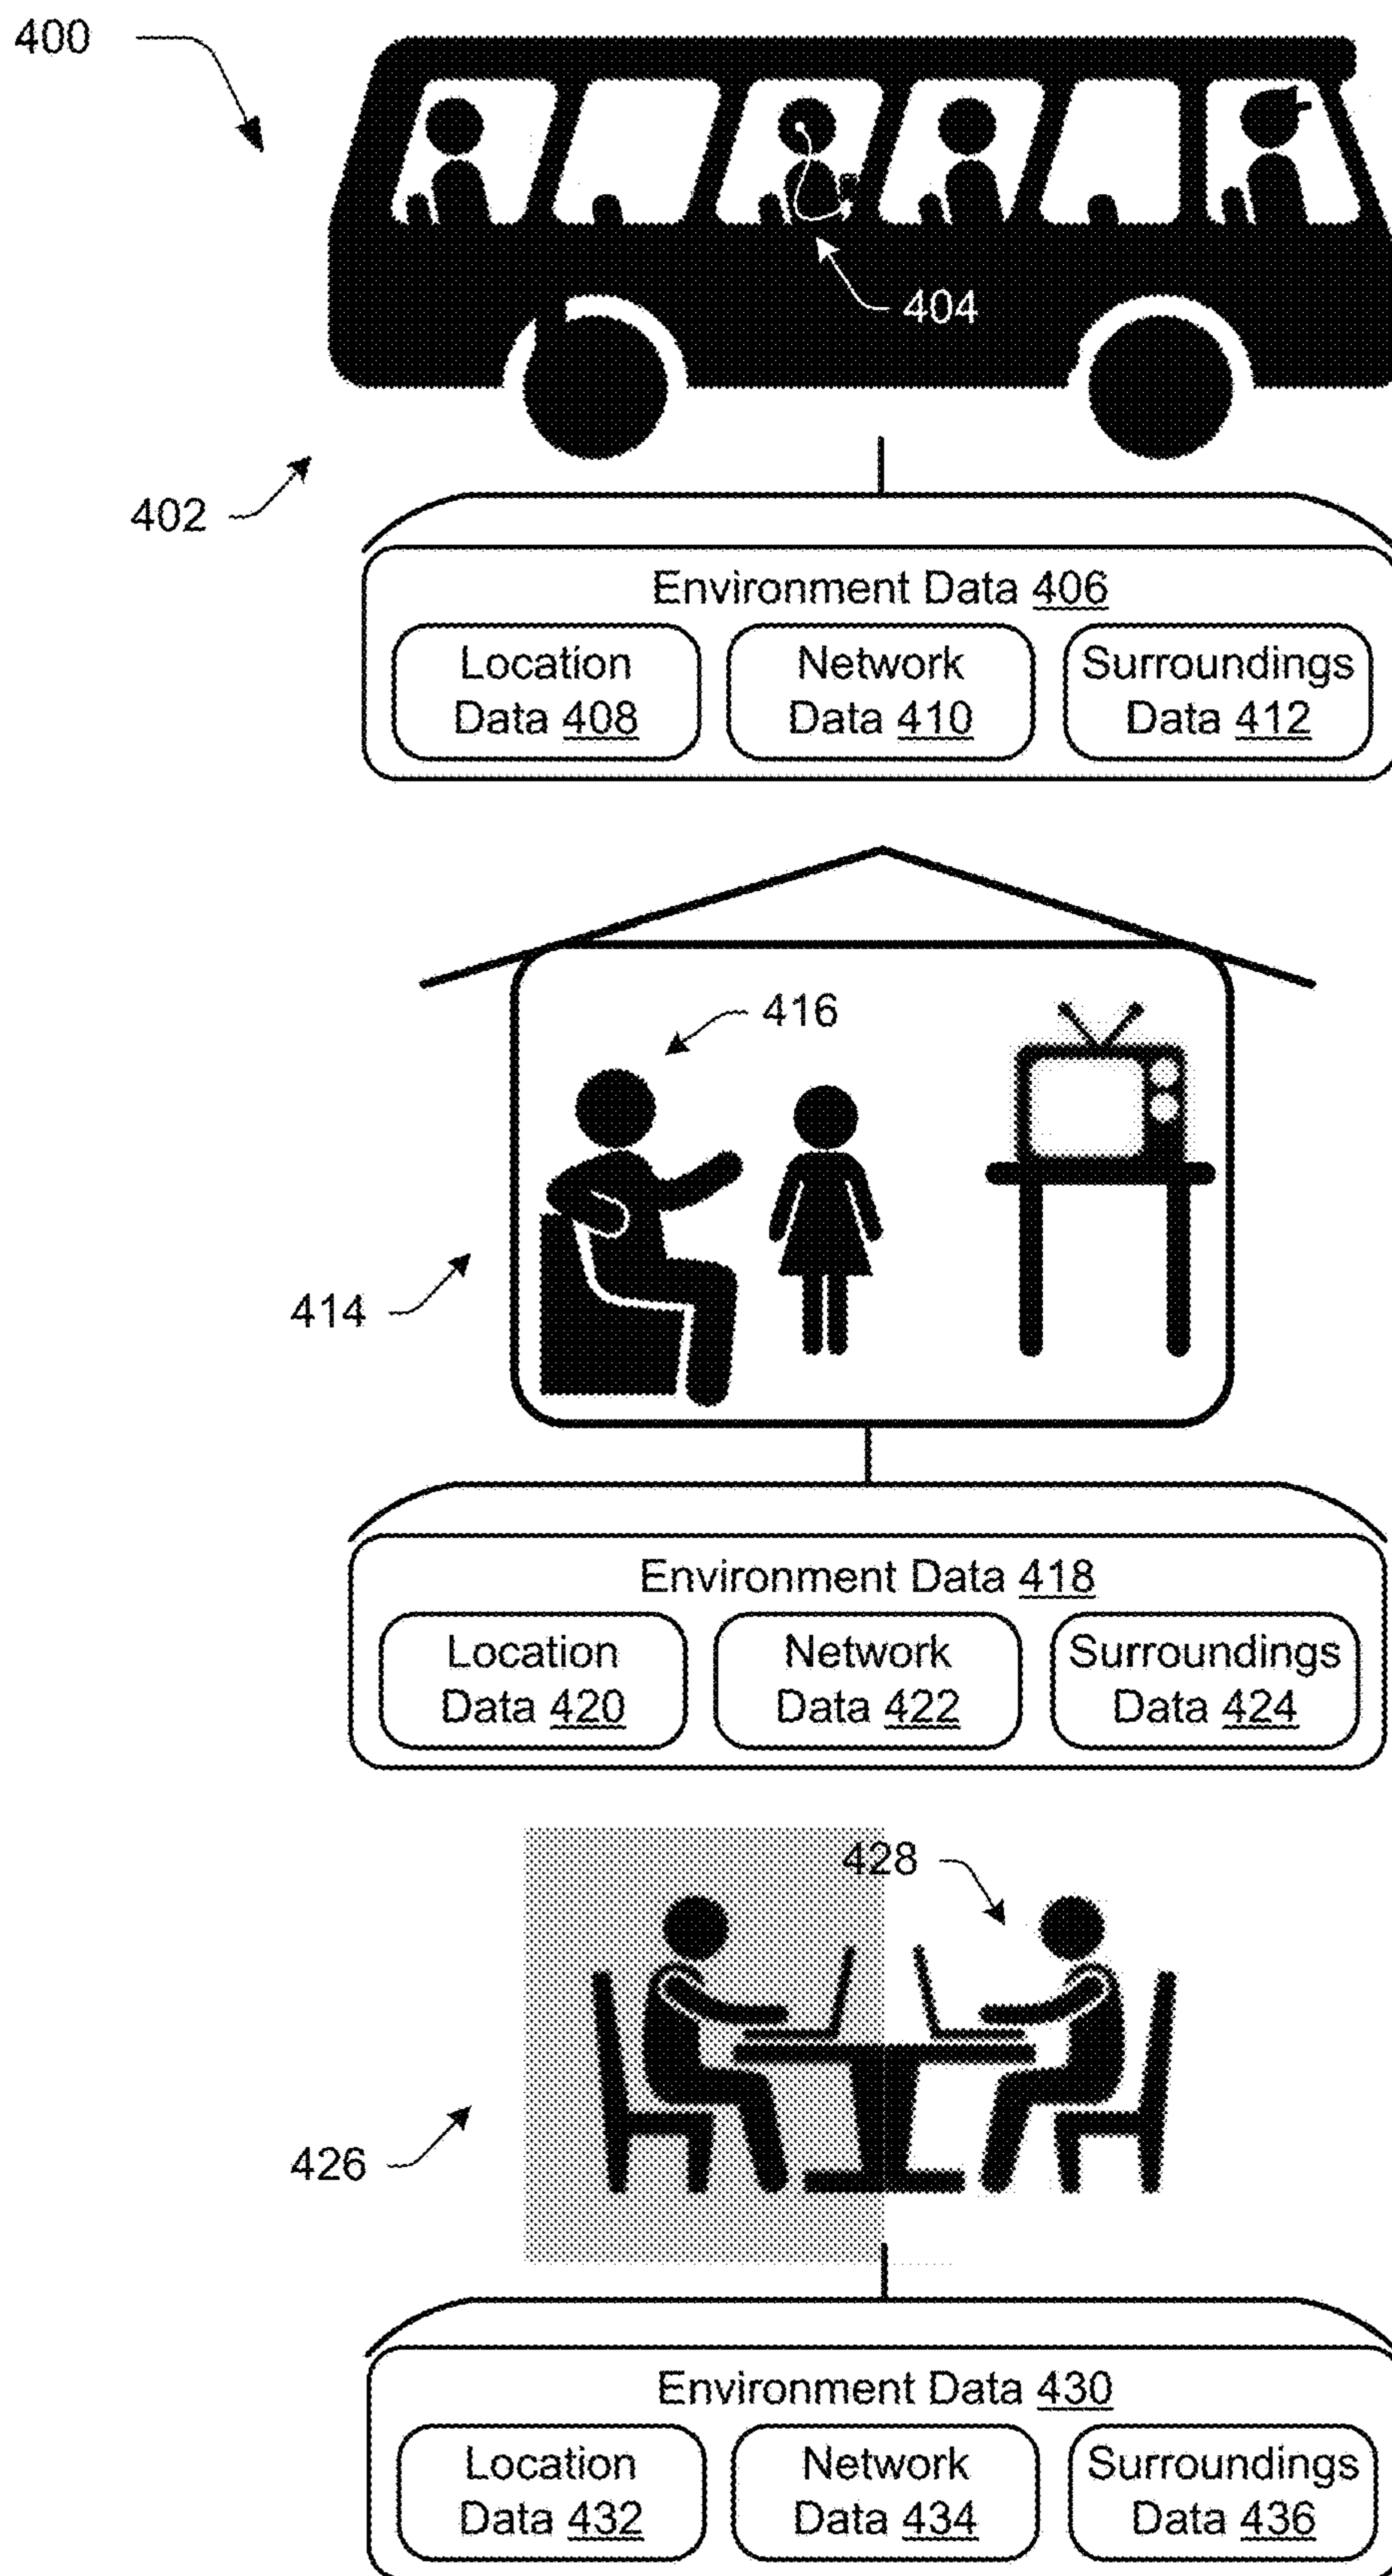 400
404
402
Environment Data 406
Location Network Surroundings
Data 408 Data 410 Data 412
416
414
Environment Data 418
Location Network Surroundings
Data 420 Data 422 Data 424
428
426
Environment Data 430
Location Network Surroundings
Data 432 Data 434 Data 436